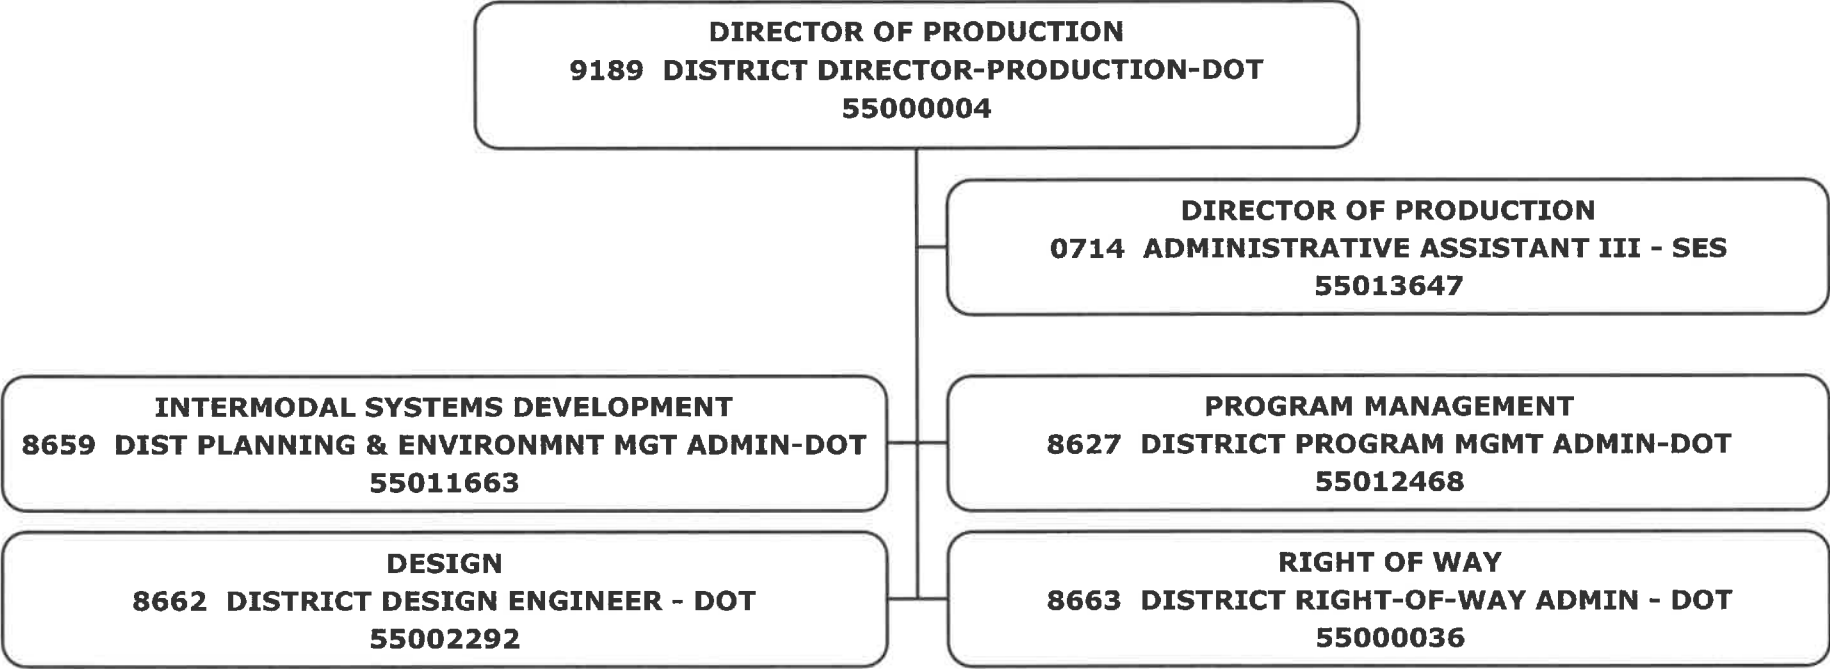 DIRECTOR OF PRODUCTION
9189 DISTRICT DIRECTOR-PRODUCTION-DOT
55000004
DIRECTOR OF PRODUCTION
0714 ADMINISTRATIVE ASSISTANT III - SES
55013647
INTERMODAL SYSTEMS DEVELOPMENT
8659 DIST PLANNING & ENVIRONMNT MGT ADMIN-DOT
55011663
PROGRAM MANAGEMENT
8627 DISTRICT PROGRAM MGMT ADMIN-DOT
55012468
DESIGN
8662 DISTRICT DESIGN ENGINEER - DOT
55002292
RIGHT OF WAY
8663 DISTRICT RIGHT-OF-WAY ADMIN - DOT
55000036